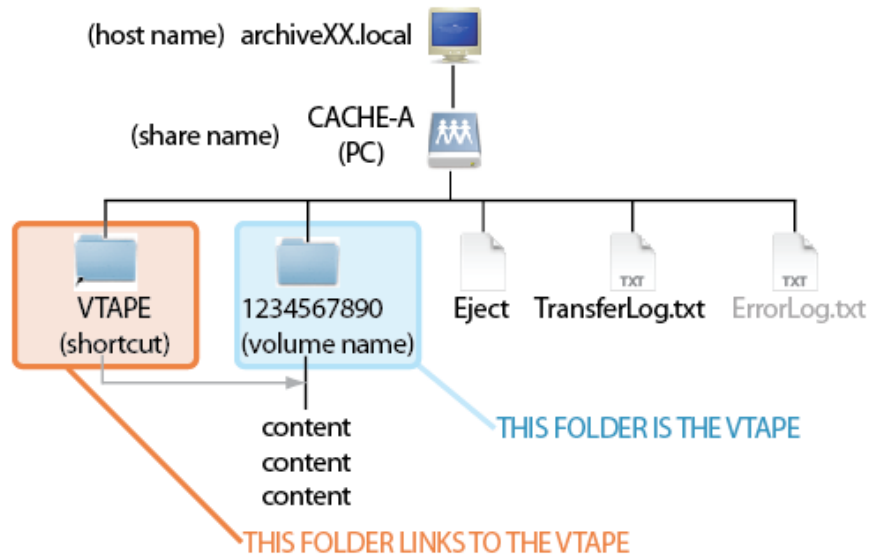 (host name) archiveXX.local
(share name) CACHE-A
(PC)
VTAPE
(shortcut)
1234567890
(volume name)
Eject
TXT
TransferLog.txt
TXT
ErrorLog.txt
content
content
content
THIS FOLDER IS THE VTAPE
THIS FOLDER LINKS TO THE VTAPE